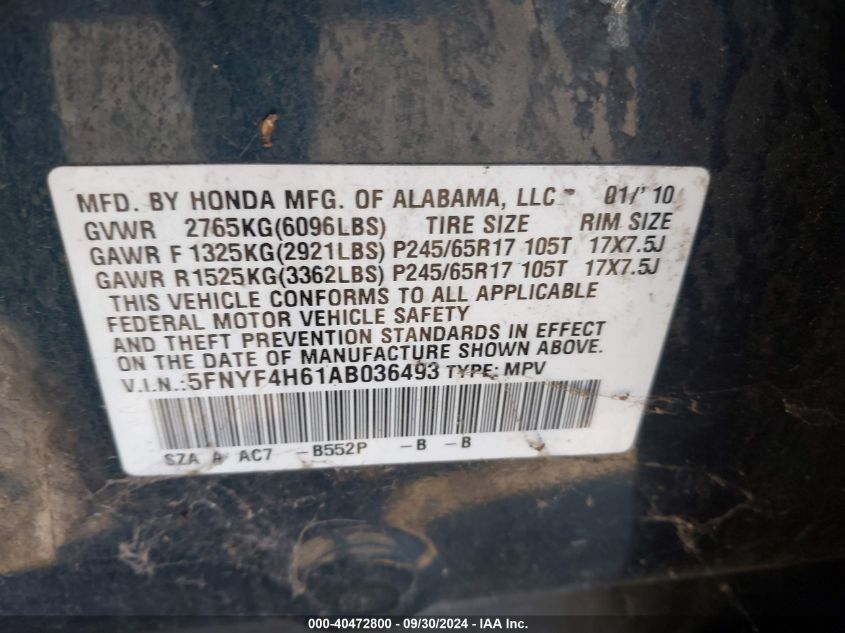 MFD. BY HONDA MFG. OF ALABAMA, LLC 01/'10
GVWR 2765KG(6096LBS) TIRE SIZE RIM SIZE
GAWR F 1325KG(2921LBS) P245/65R17 105T 17X7.5J
GAWR R1525KG(3362LBS) P245/65R17 105T 17X7.5J
THIS VEHICLE CONFORMS TO ALL APPLICABLE
FEDERAL MOTOR VEHICLE SAFETY
AND THEFT PREVENTION STANDARDS IN EFFECT
ON THE DATE OF MANUFACTURE SHOWN ABOVE.
V.I.N.:5FNYF4H61AB036493 TYPE: MPV
SZA A AC7 -B552P -B -B
000-40472800 - 09/30/2024 - IAA Inc.